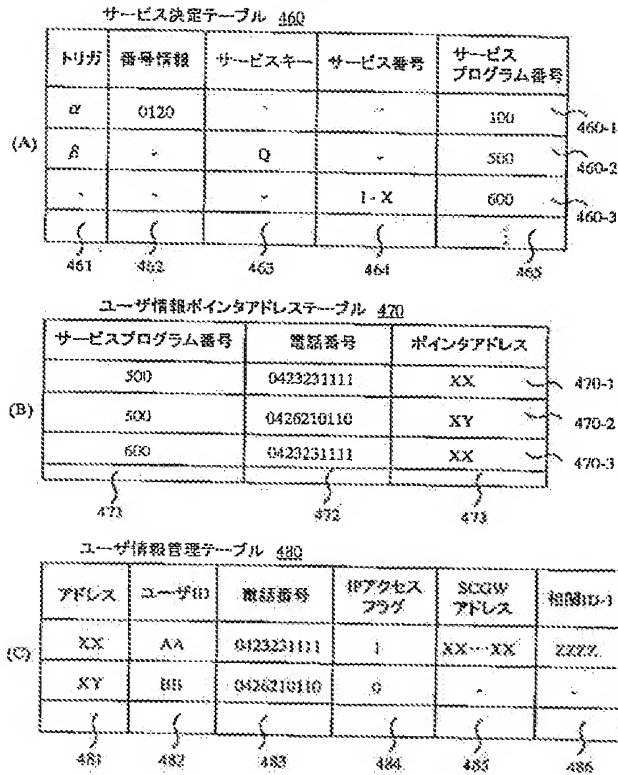 サービス決定テーブル 460
(A)
トリガ 番号情報 サービスキー サービス番号 サービスプログラム番号
α 0120 - - 100 460-1
β - Q - 500 460-2
- - - 1-X 600 460-3
461 462 463 464 465
ユーザ情報ポインタアドレステーブル 470
(B)
サービスプログラム番号 電話番号 ポインタアドレス
500 0423231111 XX 470-1
500 0426210110 XY 470-2
600 0423231111 XX 470-3
471 472 473
ユーザ情報管理テーブル 480
(C)
アドレス ユーザID 電話番号 IPアクセスフラグ SCGWアドレス 相関ID-1
XX AA 0423231111 1 XX…XX ZZZZ
XY BB 0426210110 0 - -
481 482 483 484 485 486